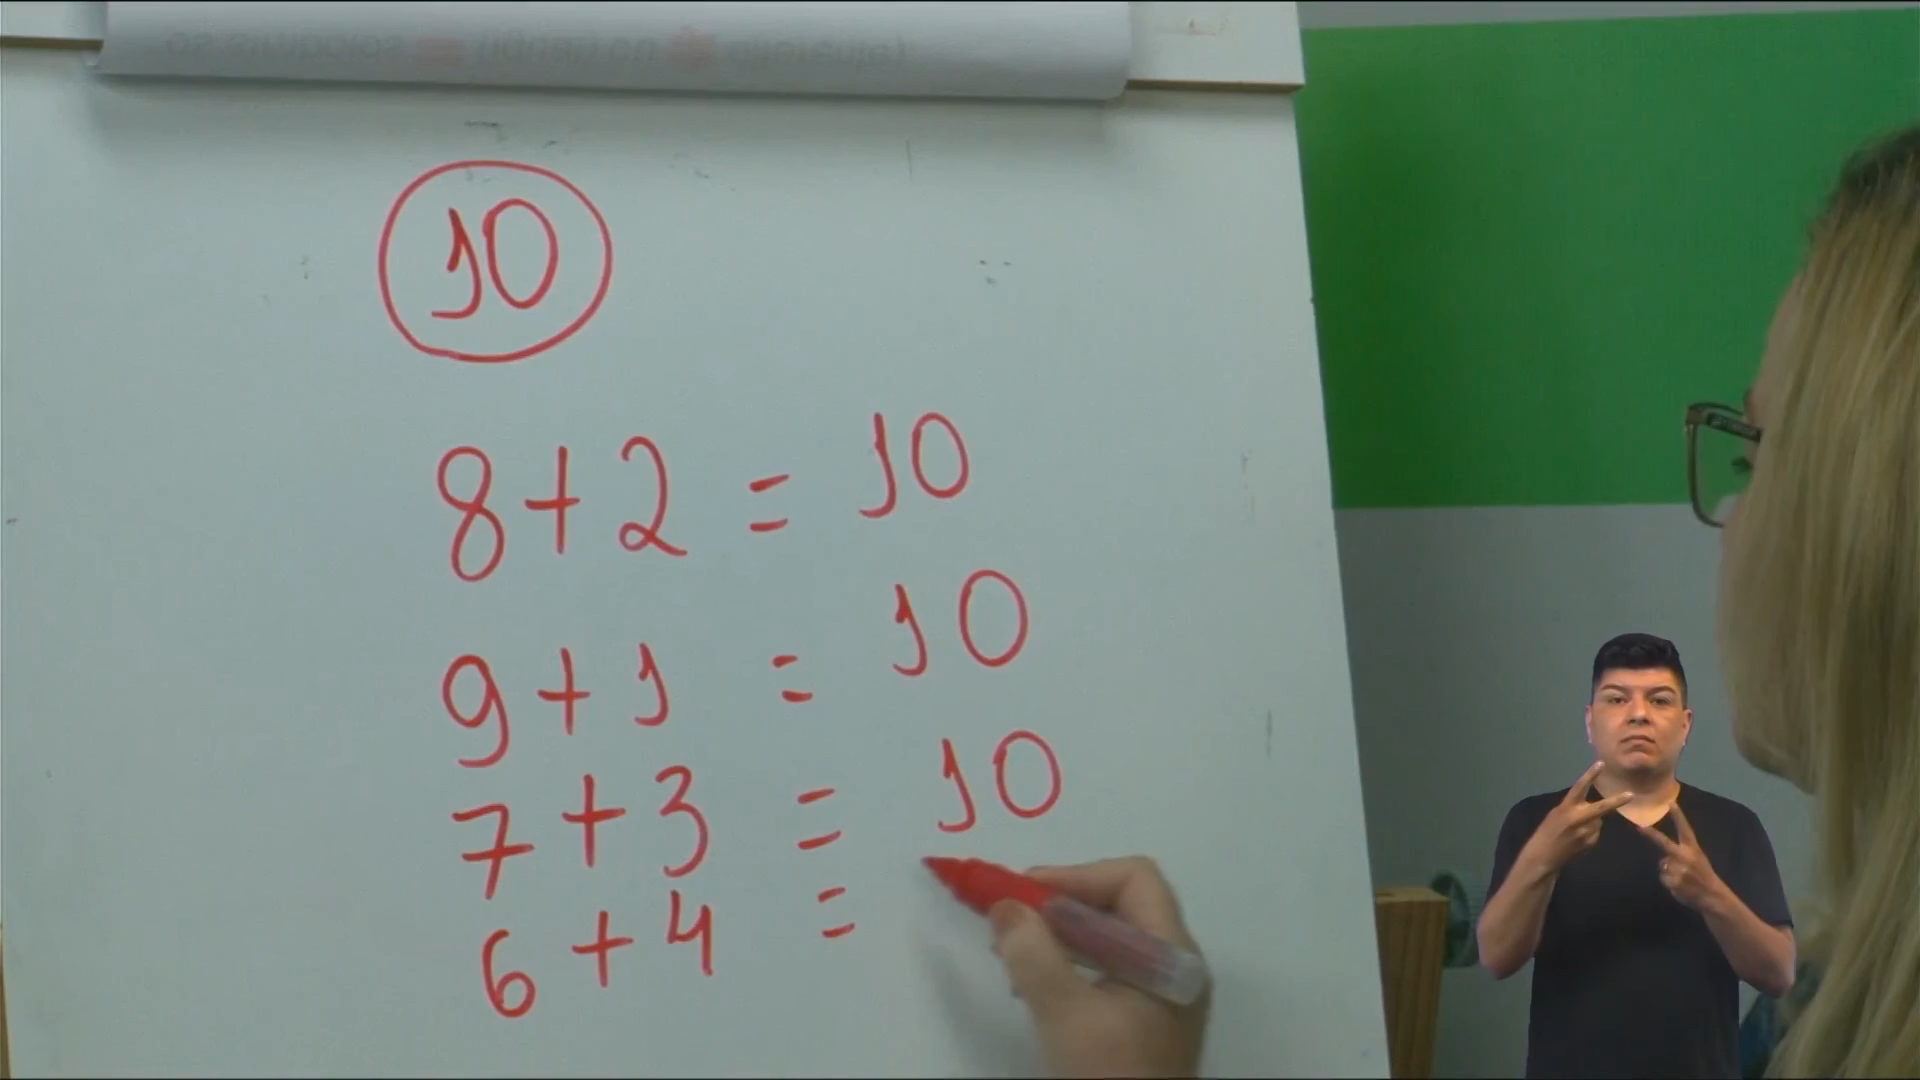 10
8+2 = 10
9+1 = 10
7+3 = 10
6+4 =